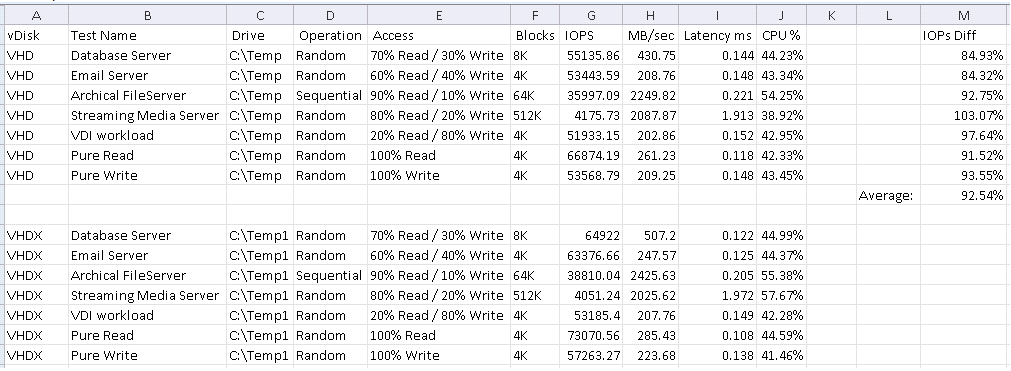 A B C D E F G H I J K L M
vDisk Test Name Drive Operation Access Blocks IOPS MB/sec Latency ms CPU % IOPs Diff
VHD Database Server C:\Temp Random 70% Read / 30% Write 8K 55135.86 430.75 0.144 44.23% 84.93%
VHD Email Server C:\Temp Random 60% Read / 40% Write 4K 53443.59 208.76 0.148 43.34% 84.32%
VHD Archical FileServer C:\Temp Sequential 90% Read / 10% Write 64K 35997.09 2249.82 0.221 54.25% 92.75%
VHD Streaming Media Server C:\Temp Random 80% Read / 20% Write 512K 4175.73 2087.87 1.913 38.92% 103.07%
VHD VDI workload C:\Temp Random 20% Read / 80% Write 4K 51933.15 202.86 0.152 42.95% 97.64%
VHD Pure Read C:\Temp Random 100% Read 4K 66874.19 261.23 0.118 42.33% 91.52%
VHD Pure Write C:\Temp Random 100% Write 4K 53568.79 209.25 0.148 43.45% 93.55%
Average: 92.54%
VHDX Database Server C:\Temp1 Random 70% Read / 30% Write 8K 64922 507.2 0.122 44.99%
VHDX Email Server C:\Temp1 Random 60% Read / 40% Write 4K 63376.66 247.57 0.125 44.37%
VHDX Archical FileServer C:\Temp1 Sequential 90% Read / 10% Write 64K 38810.04 2425.63 0.205 55.38%
VHDX Streaming Media Server C:\Temp1 Random 80% Read / 20% Write 512K 4051.24 2025.62 1.972 57.67%
VHDX VDI workload C:\Temp1 Random 20% Read / 80% Write 4K 53185.4 207.76 0.149 42.28%
VHDX Pure Read C:\Temp1 Random 100% Read 4K 73070.56 285.43 0.108 44.59%
VHDX Pure Write C:\Temp1 Random 100% Write 4K 57263.27 223.68 0.138 41.46%